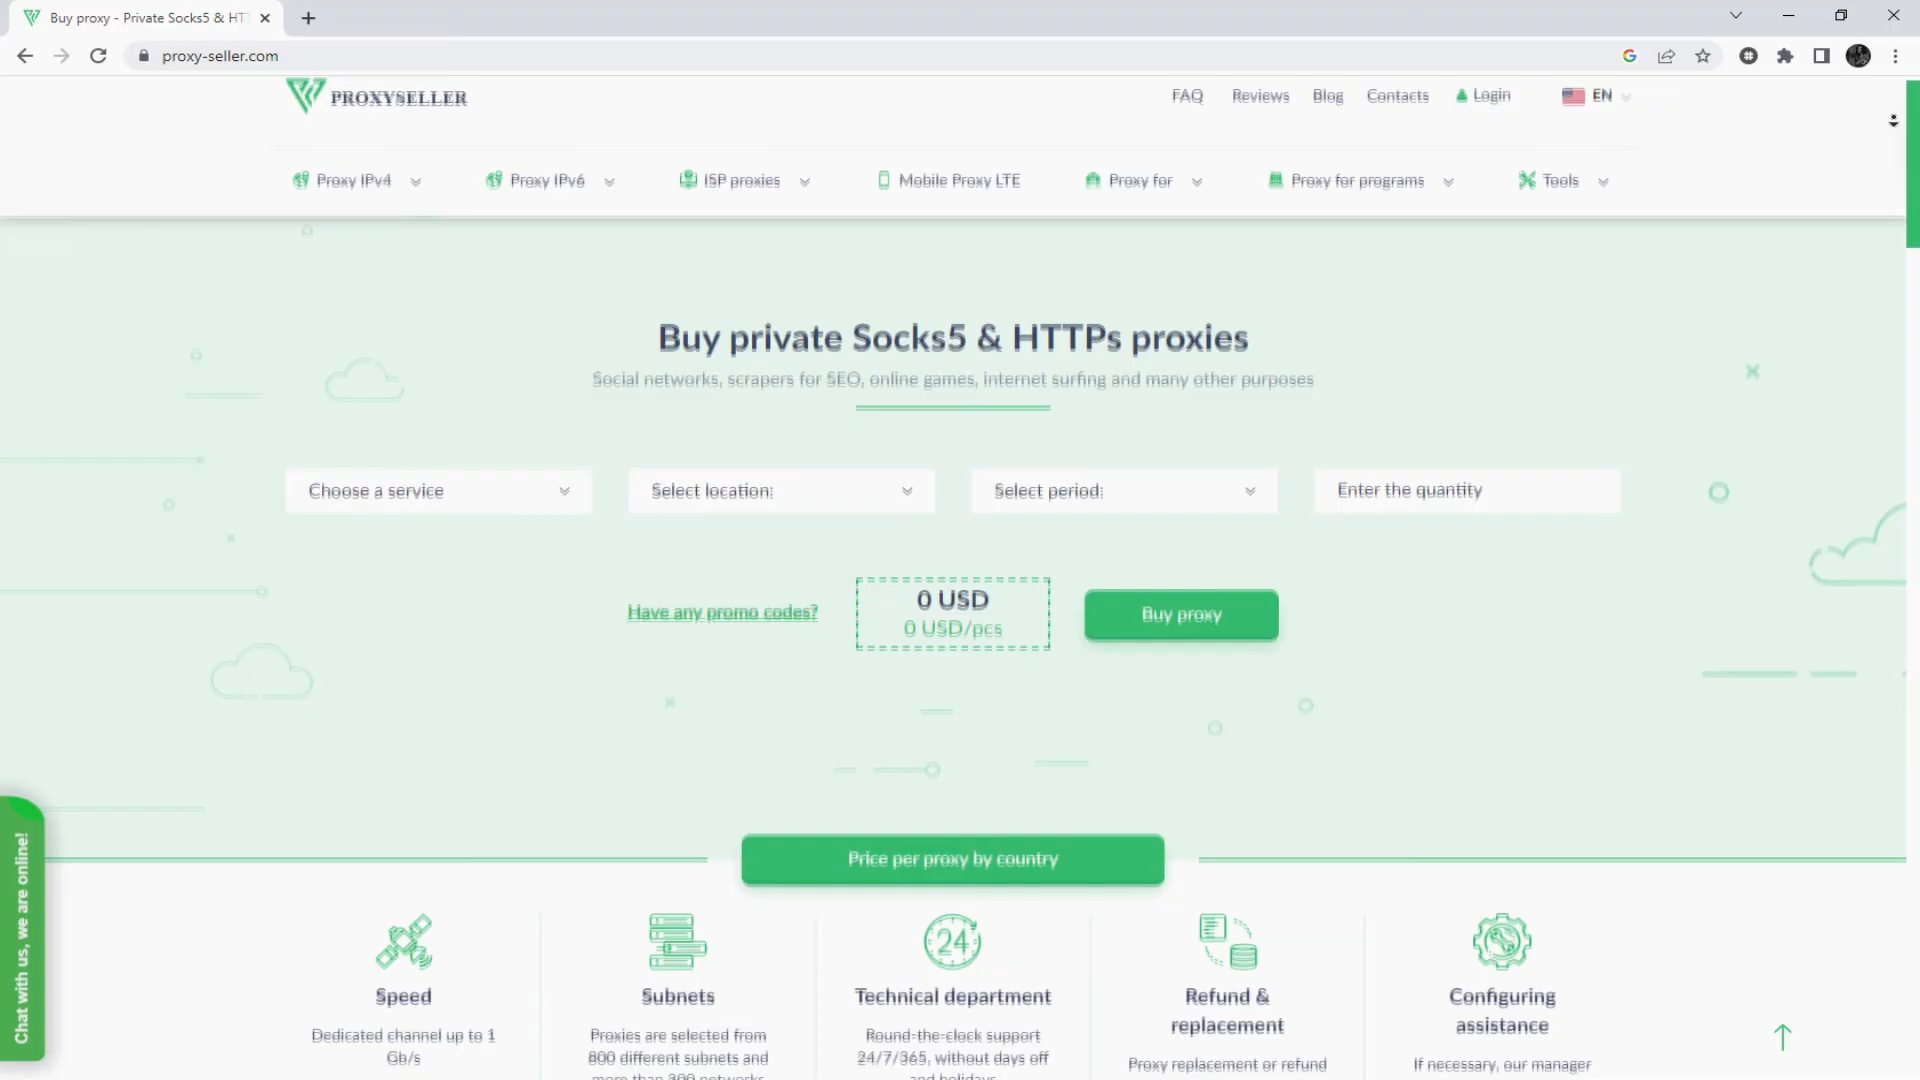 Buy proxy - Private Socks5 & HT
proxy-seller.com
PROXYSELLER
FAQ Reviews Blog Contacts Login EN
Proxy IPv4 Proxy IPv6 ISP proxies Mobile Proxy LTE Proxy for Proxy for programs Tools
Buy private Socks5 & HTTPs proxies
Social networks, scrapers for SEO, online games, internet surfing and many other purposes
Choose a service Select location: Select period: Enter the quantity
Have any promo codes?
0 USD
0 USD/pcs
Buy proxy
Chat with us, we are online!
Price per proxy by country
24
Speed
Dedicated channel up to 1
Gb/s
Subnets
Proxies are selected from
800 different subnets and
more than 300 networks
Technical department
Round-the-clock support
24/7/365, without days off
and holidays
Refund &
replacement
Proxy replacement or refund
Configuring
assistance
If necessary, our manager